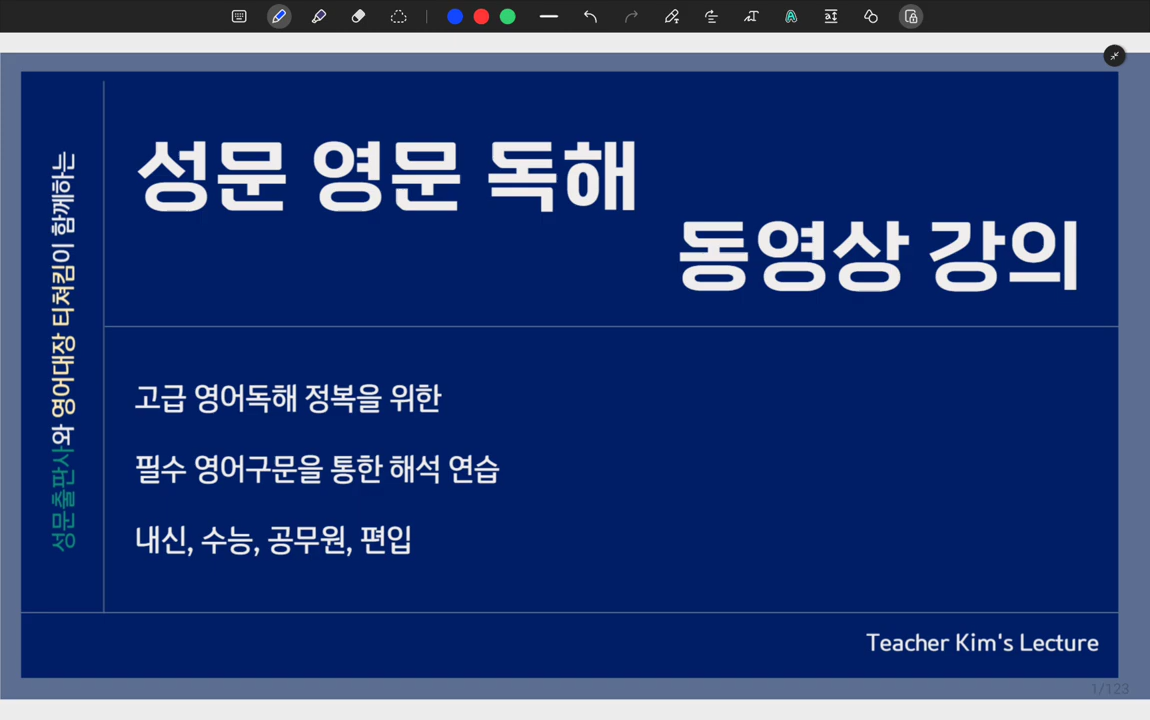 성문 영문 독해
동영상 강의
성문출판사와 영어대장 티쳐킴이 함께하는
고급 영어독해 정복을 위한
필수 영어구문을 통한 해석 연습
내신, 수능, 공무원, 편입
Teacher Kim's Lecture
1/123